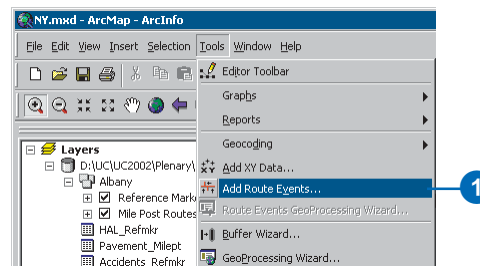 NY.mxd - ArcMap - ArcInfo
File Edit View Insert Selection Tools Window Help
Editor Toolbar
Graphs
Reports
Geocoding
Add XY Data...
Add Route Events...
1
Route Events GeoProcessing Wizard...
Buffer Wizard...
GeoProcessing Wizard...
Layers
D:\UC\UC2002\Plenary\
Albany
Reference Mark
Mile Post Routes
HAL_Refmkr
Pavement_Milept
Accidents_Refmkr